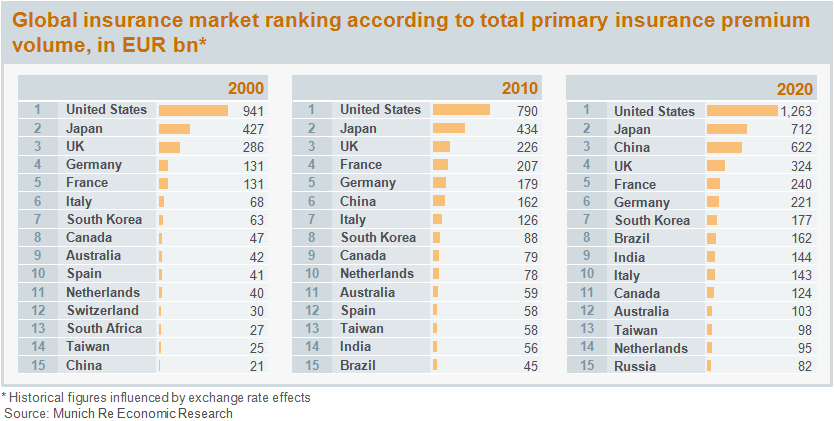 Global insurance market ranking according to total primary insurance premium
volume, in EUR bn*
2000
1 United States 941
2 Japan 427
3 UK 286
4 Germany 131
5 France 131
6 Italy 68
7 South Korea 63
8 Canada 47
9 Australia 42
10 Spain 41
11 Netherlands 40
12 Switzerland 30
13 South Africa 27
14 Taiwan 25
15 China 21
2010
1 United States 790
2 Japan 434
3 UK 226
4 France 207
5 Germany 179
6 China 162
7 Italy 126
8 South Korea 88
9 Canada 79
10 Netherlands 78
11 Australia 59
12 Spain 58
13 Taiwan 58
14 India 56
15 Brazil 45
2020
1 United States 1,263
2 Japan 712
3 China 622
4 UK 324
5 France 240
6 Germany 221
7 South Korea 177
8 Brazil 162
9 India 144
10 Italy 143
11 Canada 124
12 Australia 103
13 Taiwan 98
14 Netherlands 95
15 Russia 82
* Historical figures influenced by exchange rate effects
Source: Munich Re Economic Research